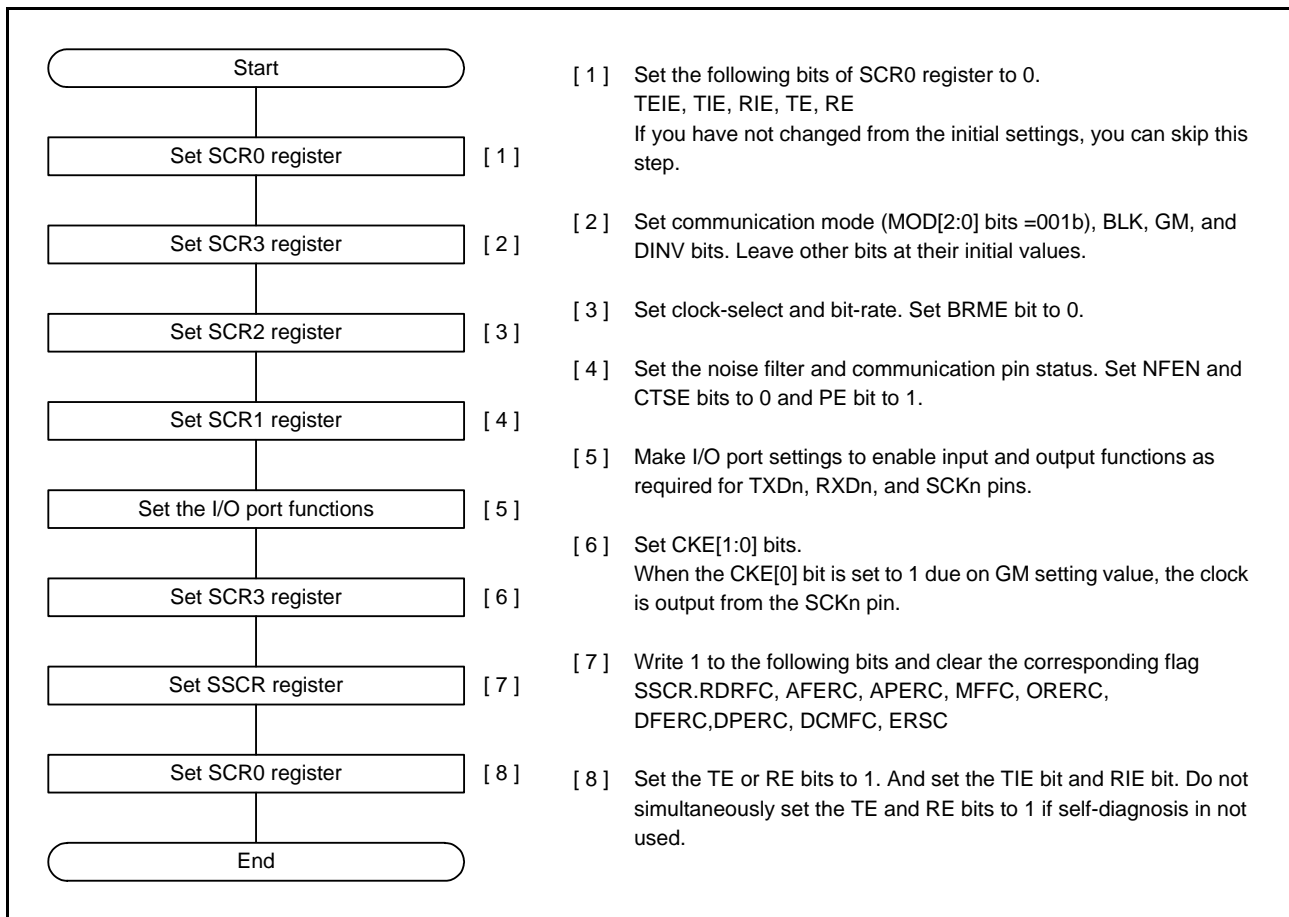 Start
Set SCR0 register [ 1 ]
Set SCR3 register [ 2 ]
Set SCR2 register [ 3 ]
Set SCR1 register [ 4 ]
Set the I/O port functions [ 5 ]
Set SCR3 register [ 6 ]
Set SSCR register [ 7 ]
Set SCR0 register [ 8 ]
End
[ 1 ] Set the following bits of SCR0 register to 0.
TEIE, TIE, RIE, TE, RE
If you have not changed from the initial settings, you can skip this
step.
[ 2 ] Set communication mode (MOD[2:0] bits =001b), BLK, GM, and
DINV bits. Leave other bits at their initial values.
[ 3 ] Set clock-select and bit-rate. Set BRME bit to 0.
[ 4 ] Set the noise filter and communication pin status. Set NFEN and
CTSE bits to 0 and PE bit to 1.
[ 5 ] Make I/O port settings to enable input and output functions as
required for TXDn, RXDn, and SCKn pins.
[ 6 ] Set CKE[1:0] bits.
When the CKE[0] bit is set to 1 due on GM setting value, the clock
is output from the SCKn pin.
[ 7 ] Write 1 to the following bits and clear the corresponding flag
SSCR.RDRFC, AFERC, APERC, MFFC, ORERC,
DFERC,DPERC, DCMFC, ERSC
[ 8 ] Set the TE or RE bits to 1. And set the TIE bit and RIE bit. Do not
simultaneously set the TE and RE bits to 1 if self-diagnosis in not
used.